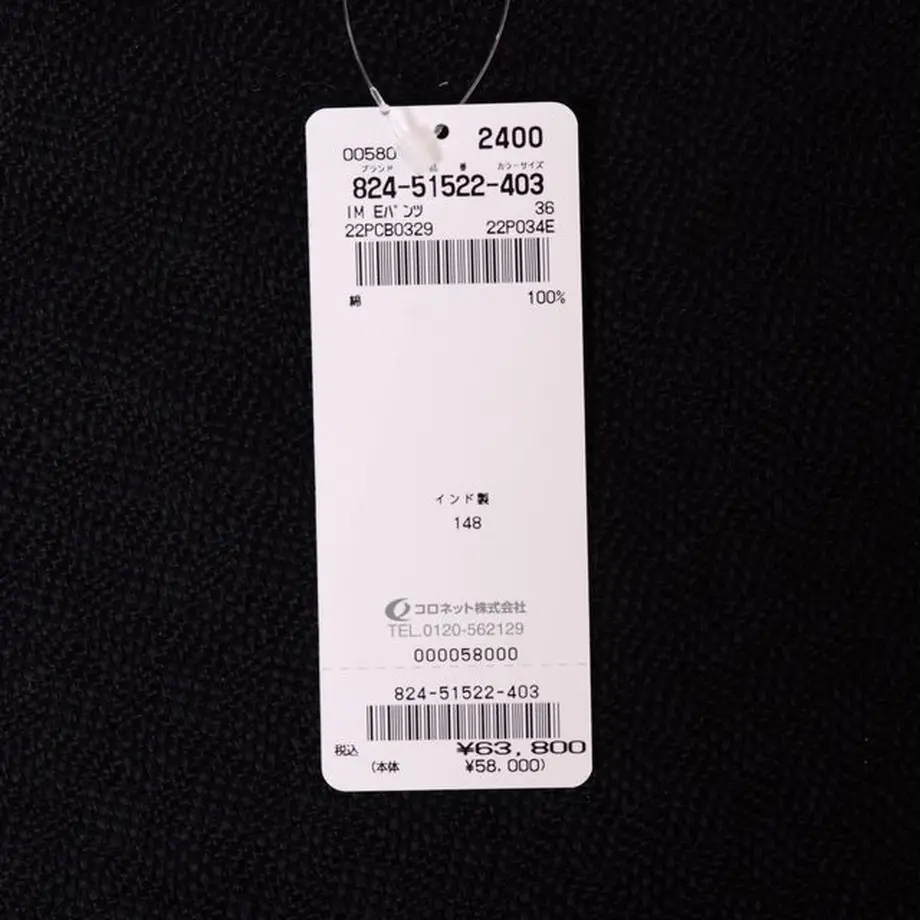 2400
00580
ブランド 品 番 カラーサイズ
824-51522-403
IM Eパンツ 36
22PCB0329 22P034E
綿 100%
インド製
148
コロネット株式会社
TEL.0120-562129
000058000
824-51522-403
税込 ¥63,800
(本体 ¥58.000)